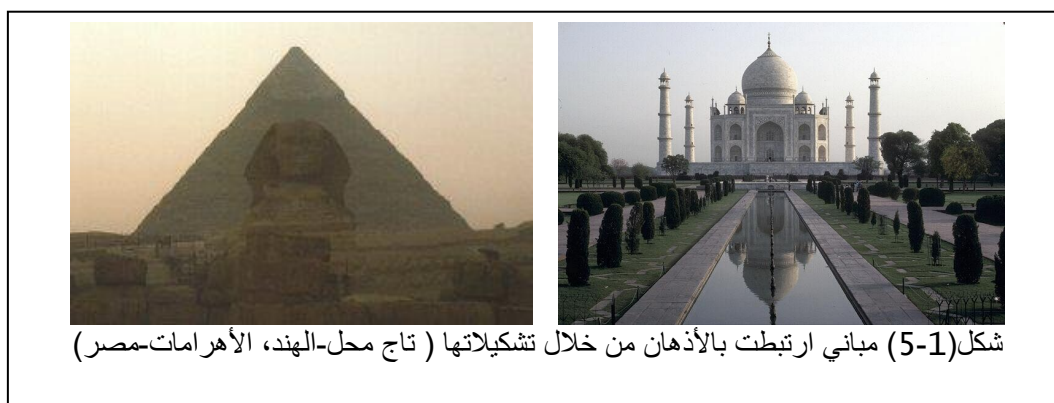 شكل(1-5) مباني ارتبطت بالأذهان من خلال تشكيلاتها ( تاج محل-الهند، الأهرامات-مصر)